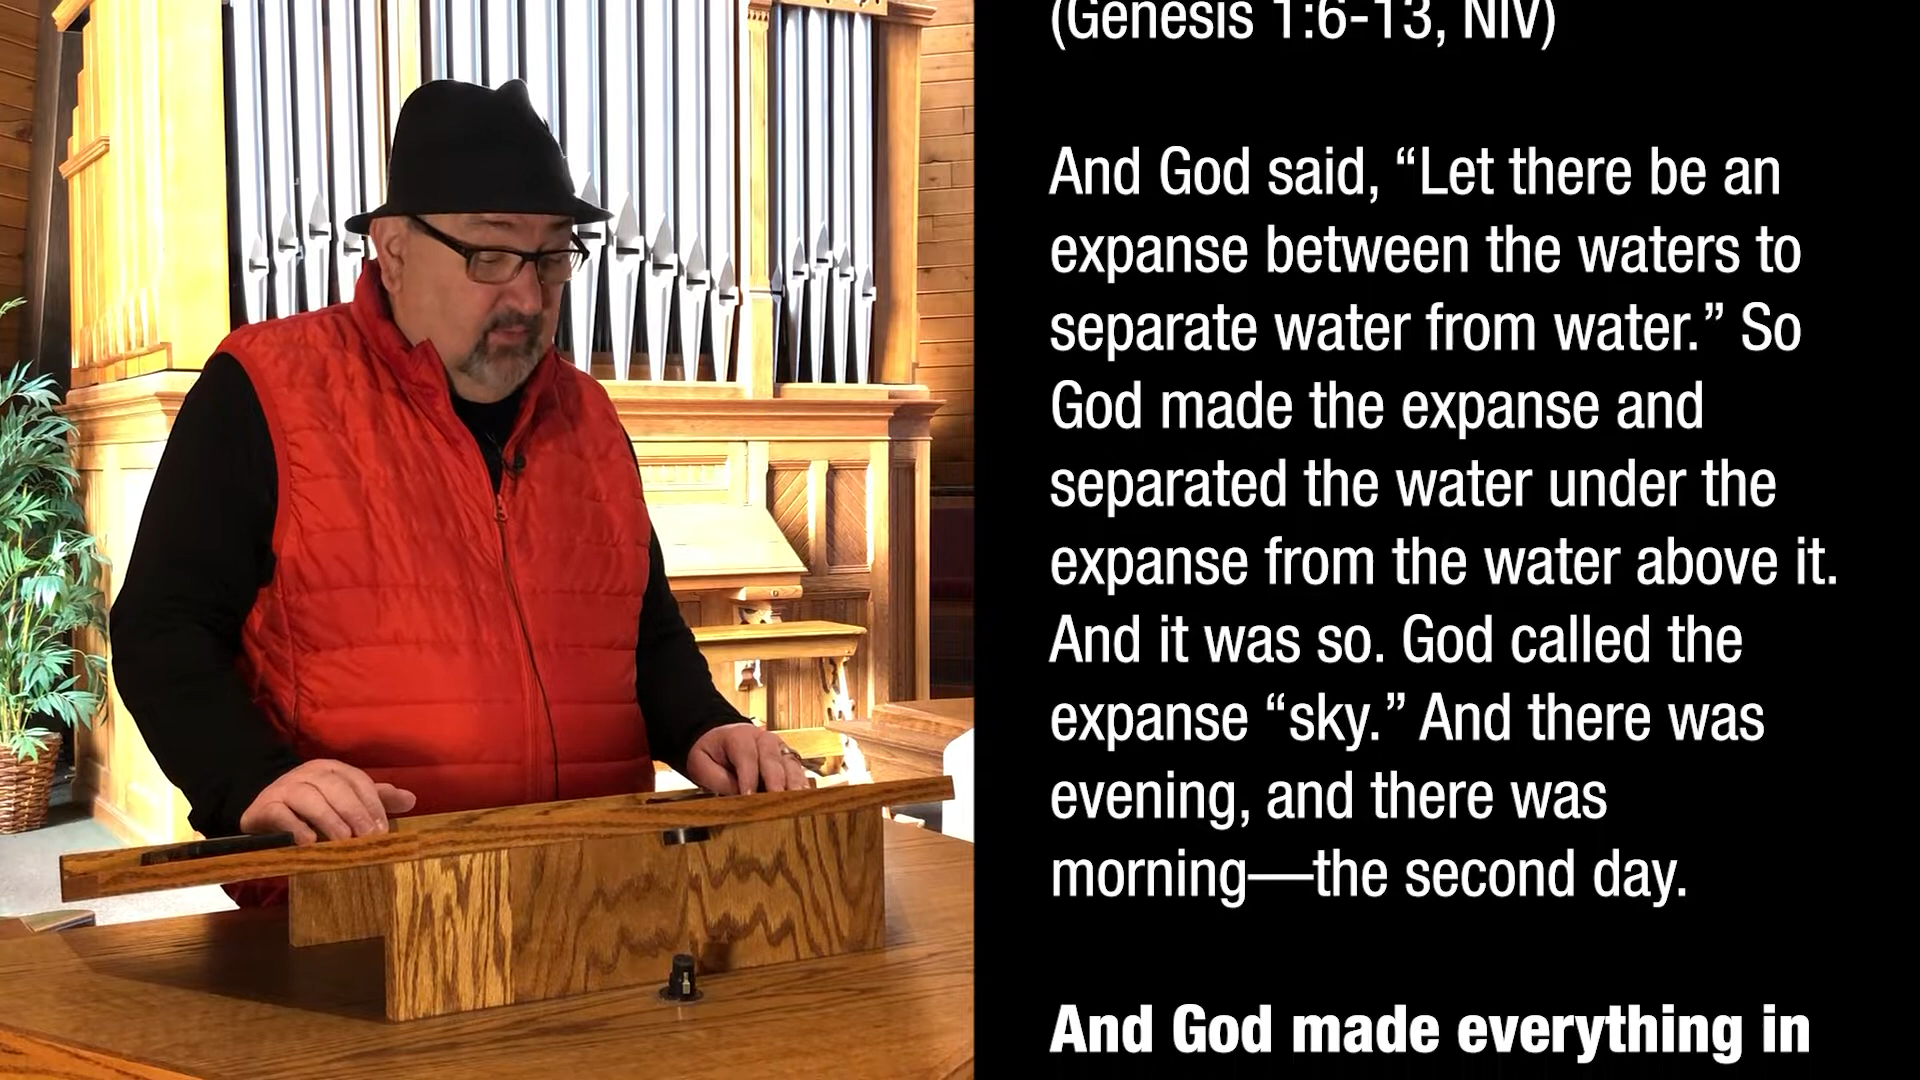 (Genesis 1:6-13, NIV)
And God said, “Let there be an
expanse between the waters to
separate water from water.” So
God made the expanse and
separated the water under the
expanse from the water above it.
And it was so. God called the
expanse “sky.” And there was
evening, and there was
morning—the second day.
And God made everything in